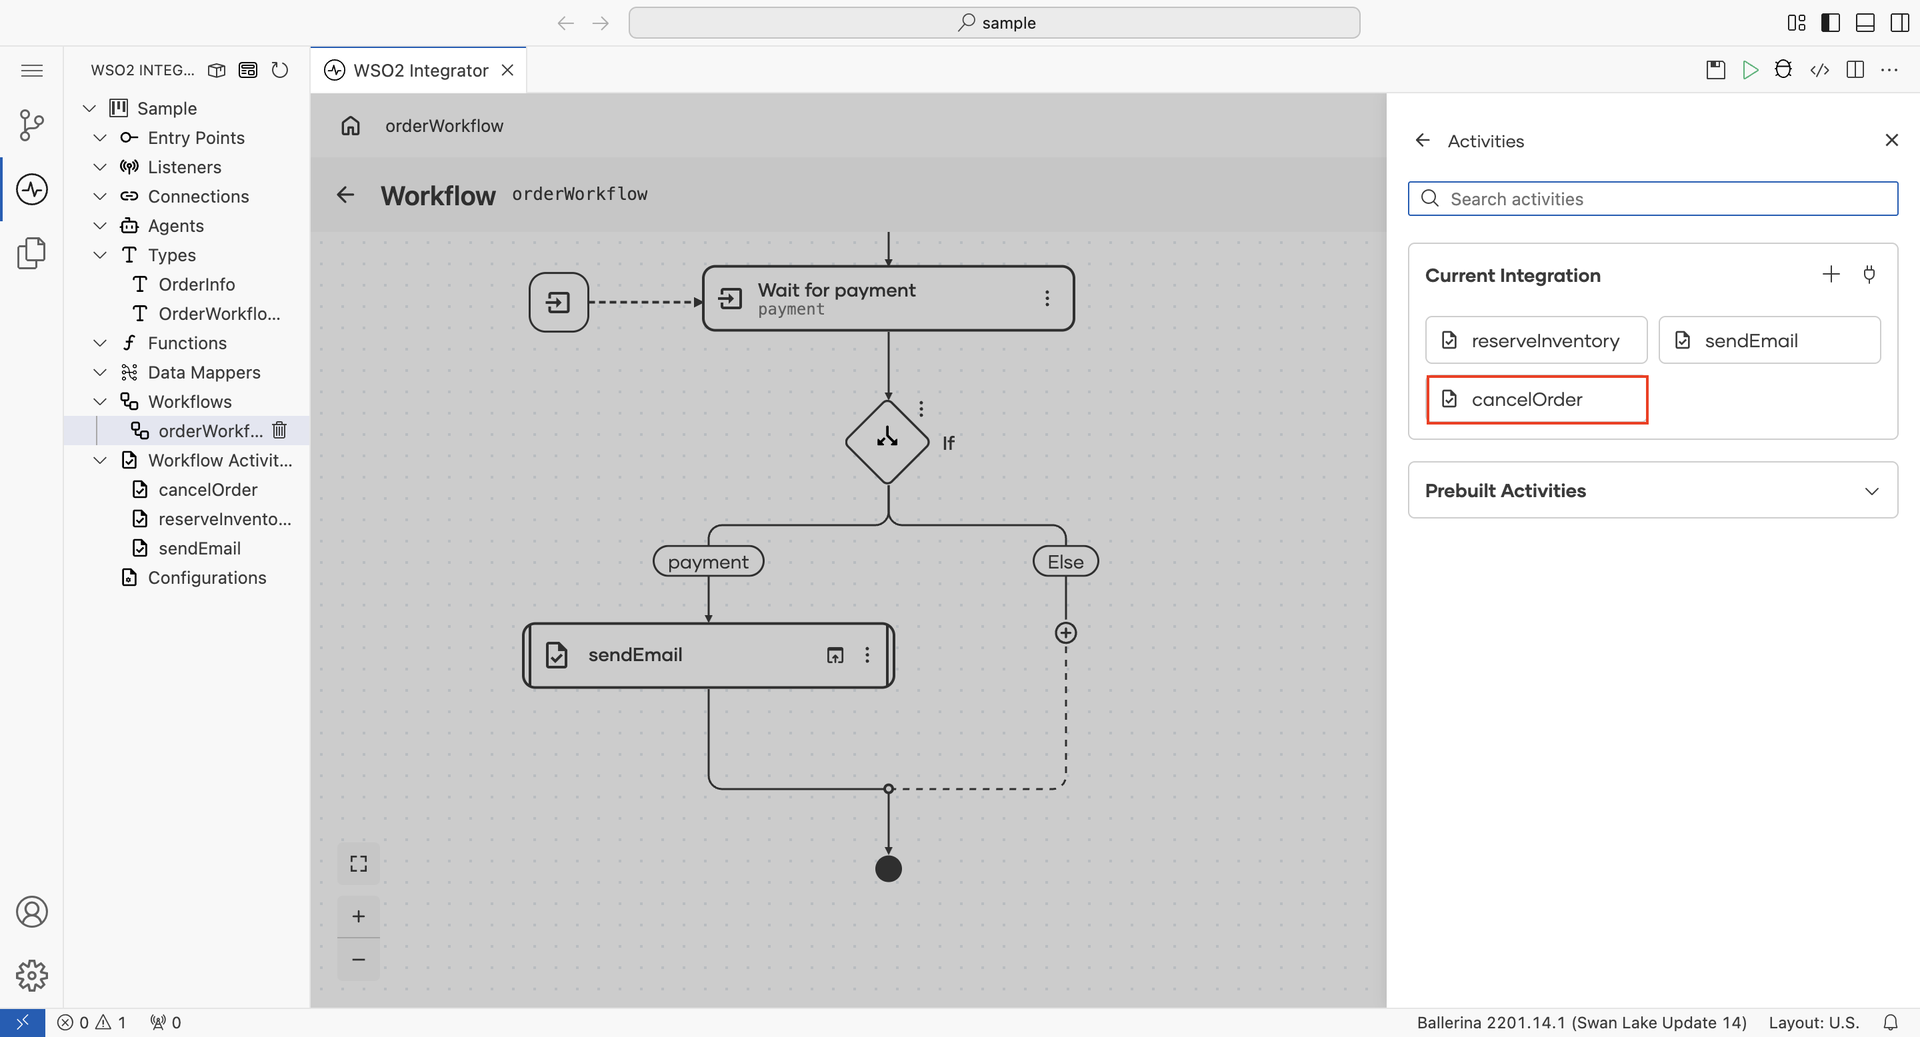 sample
WSO2 INTEG...
WSO2 Integrator
Sample
Entry Points
Listeners
Connections
Agents
Types
OrderInfo
OrderWorkflo...
Functions
Data Mappers
Workflows
orderWorkf...
Workflow Activit...
cancelOrder
reserveInvento...
sendEmail
Configurations
orderWorkflow
Workflow orderWorkflow
Wait for payment
payment
If
payment
Else
sendEmail
Activities
Search activities
Current Integration
reserveInventory
sendEmail
cancelOrder
Prebuilt Activities
0 1 0
Ballerina 2201.14.1 (Swan Lake Update 14) Layout: U.S.